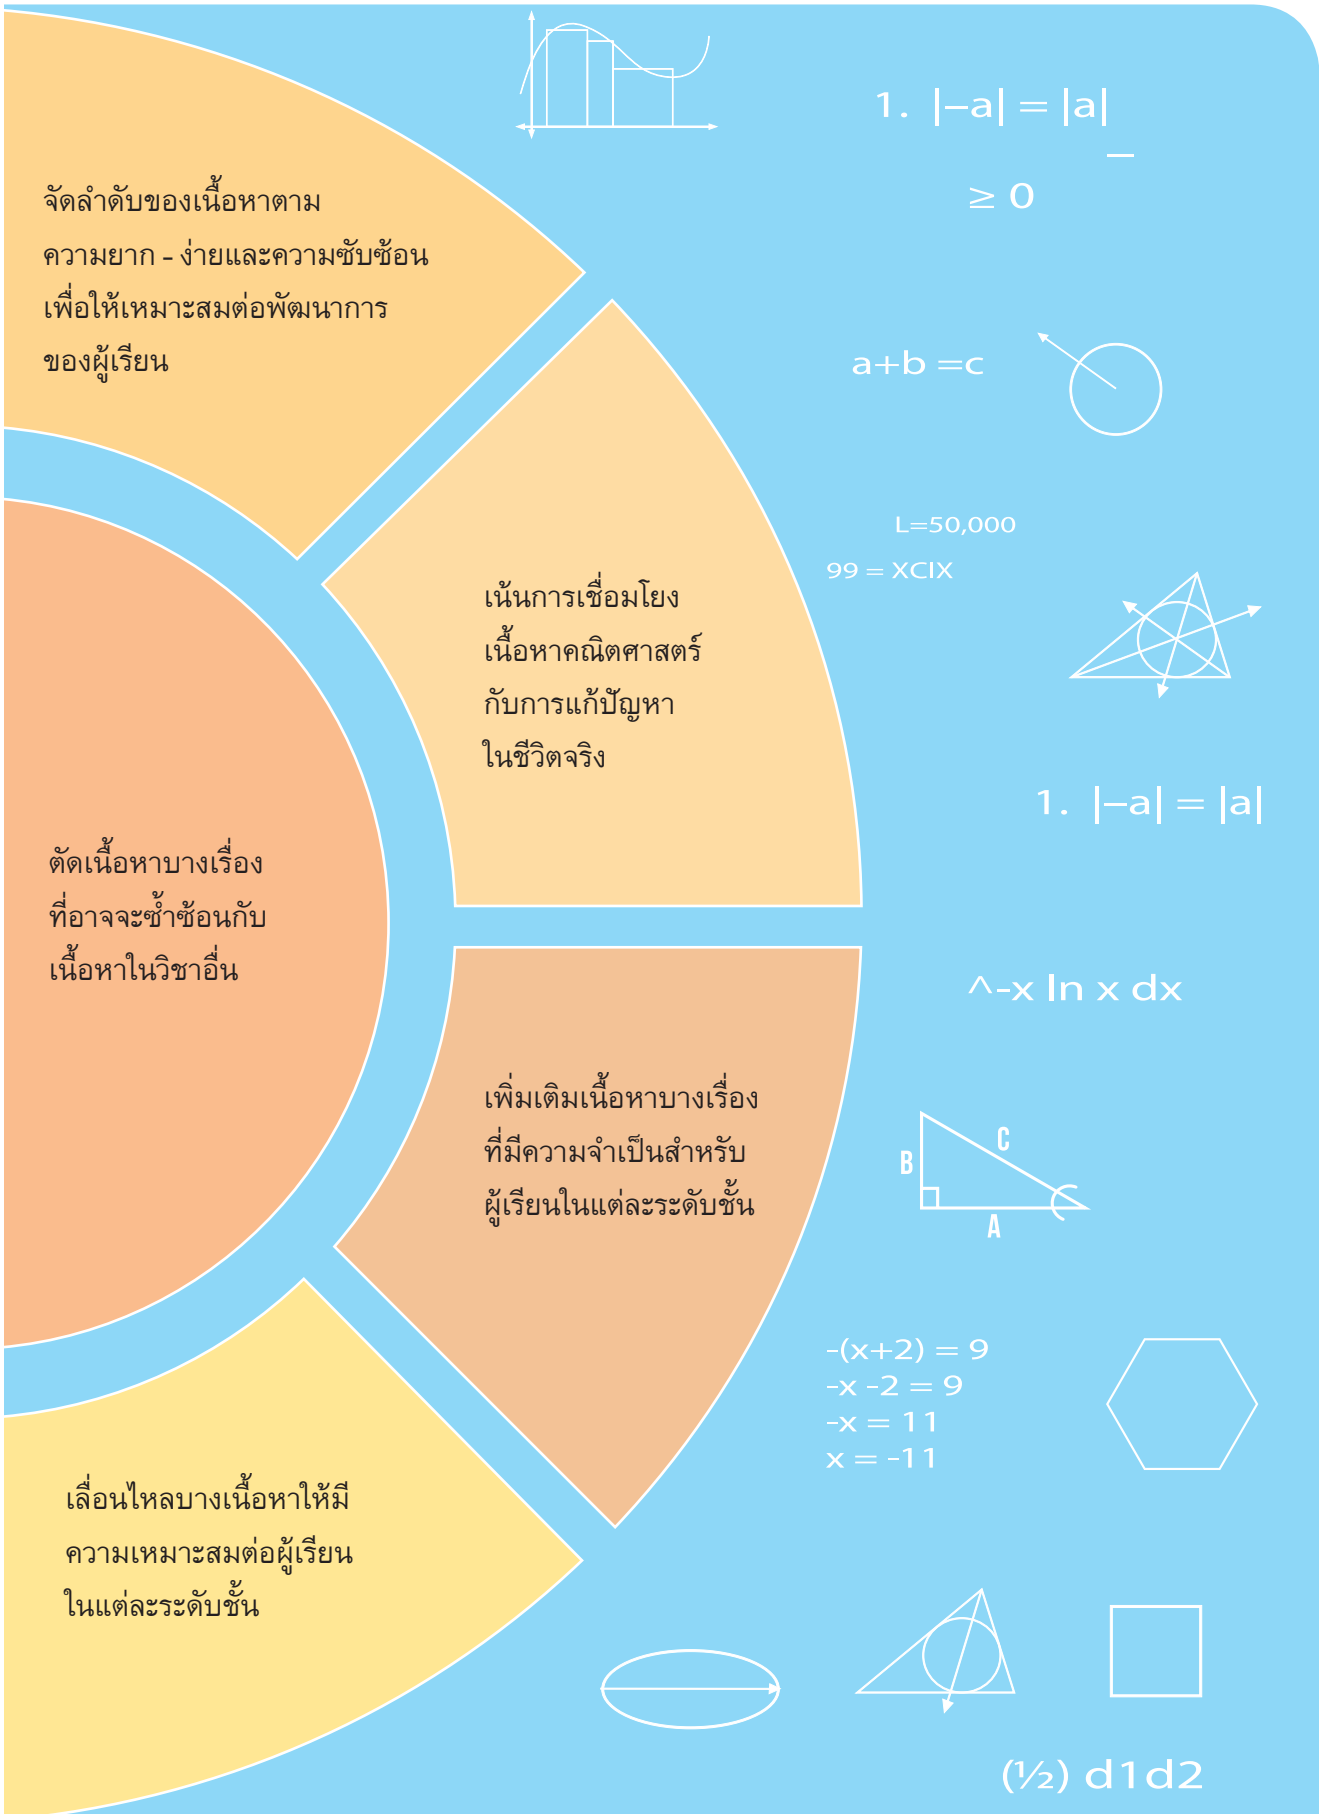 จัดลำดับของเนื้อหาตาม
ความยาก - ง่ายและความซับซ้อน
เพื่อให้เหมาะสมต่อพัฒนาการ
ของผู้เรียน
เน้นการเชื่อมโยง
เนื้อหาคณิตศาสตร์
กับการแก้ปัญหา
ในชีวิตจริง
ตัดเนื้อหาบางเรื่อง
ที่อาจจะซ้ำซ้อนกับ
เนื้อหาในวิชาอื่น
เพิ่มเติมเนื้อหาบางเรื่อง
ที่มีความจำเป็นสำหรับ
ผู้เรียนในแต่ละระดับชั้น
เลื่อนไหลบางเนื้อหาให้มี
ความเหมาะสมต่อผู้เรียน
ในแต่ละระดับชั้น
1. |−a| = |a|
_
≥ 0
a+b =c
L=50,000
99 = XCIX
1. |−a| = |a|
^-x ln x dx
B
C
A
-(x+2) = 9
-x -2 = 9
-x = 11
x = -11
(½) d1d2